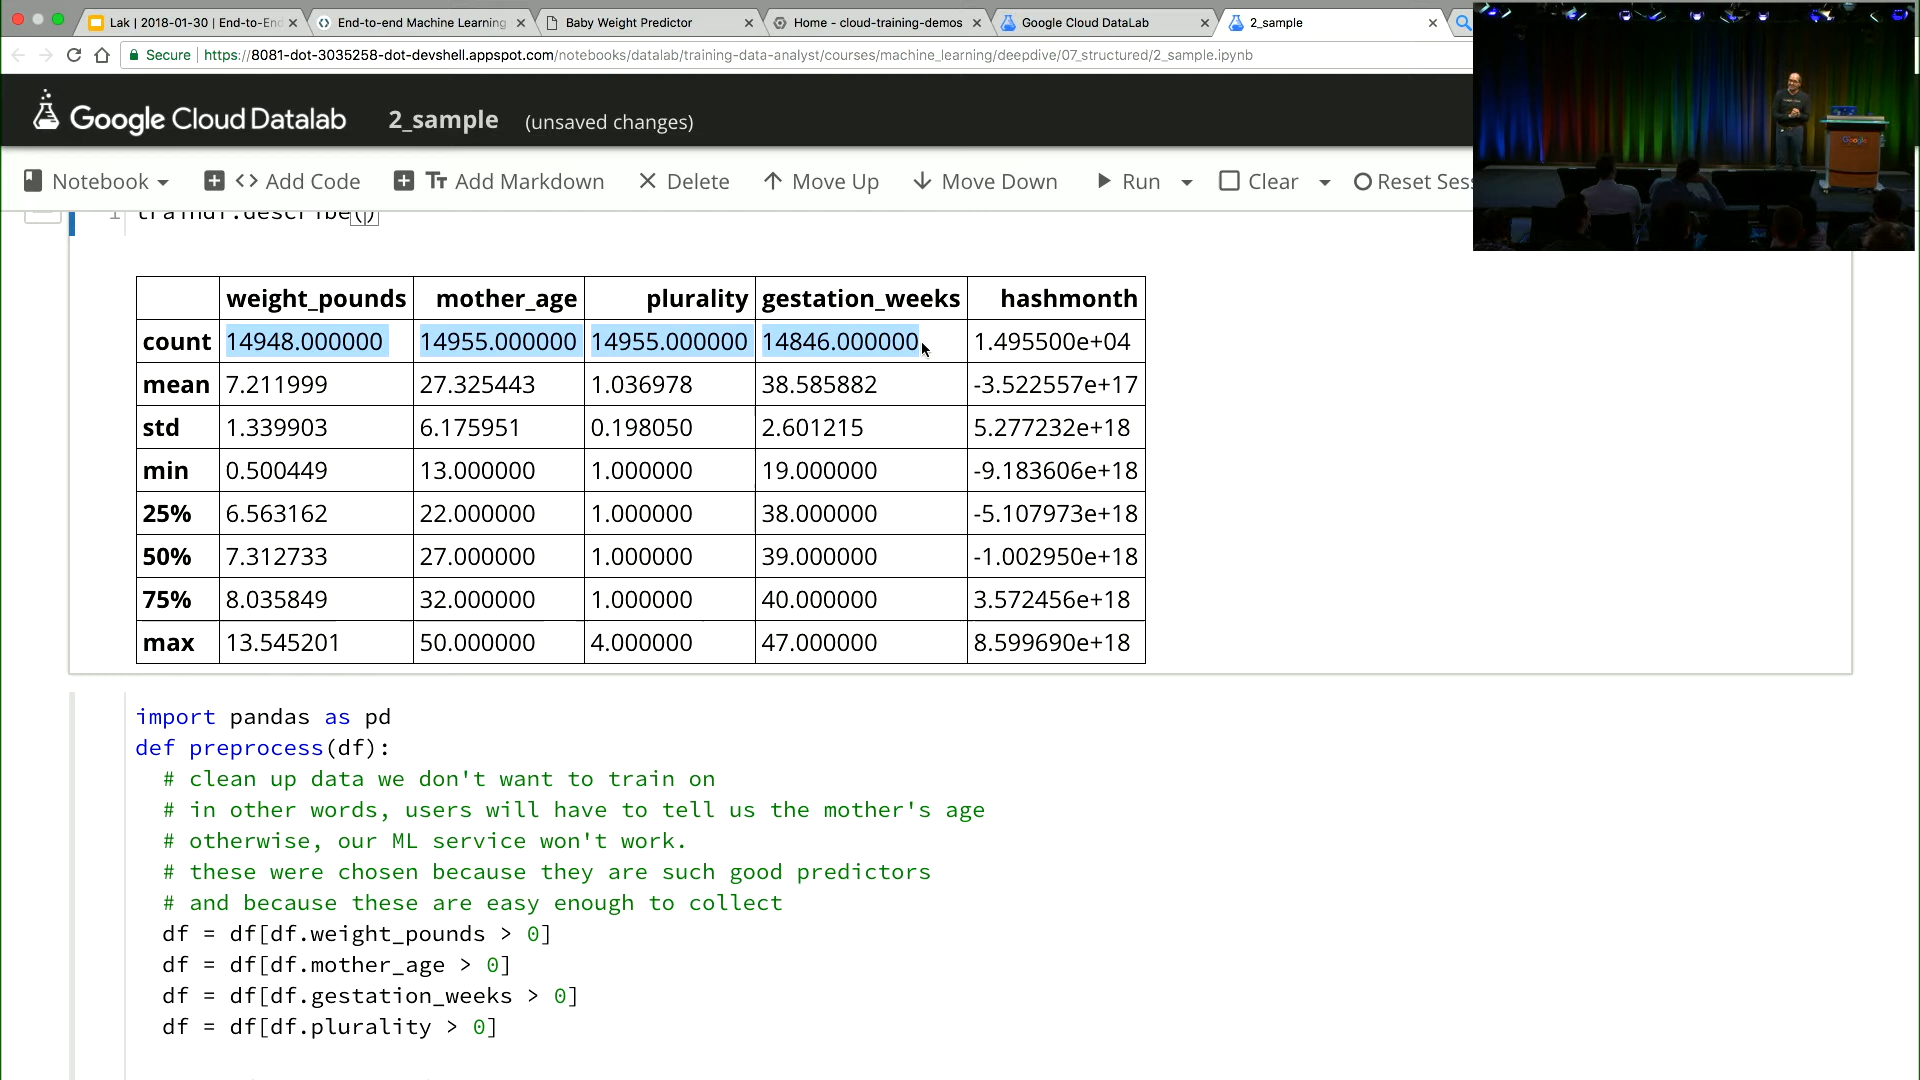 Lak | 2018-01-30 | End-to-End
End-to-end Machine Learning
Baby Weight Predictor
Home - cloud-training-demos
Google Cloud DataLab
2_sample
Secure | https://8081-dot-3035258-dot-devshell.appspot.com/notebooks/datalab/training-data-analyst/courses/machine_learning/deepdive/07_structured/2_sample.ipynb
Google Cloud Datalab 2_sample (unsaved changes)
Notebook <> Add Code Tт Add Markdown Delete Move Up Move Down Run Clear Reset Sess
1 traindf.describe()
weight_pounds mother_age plurality gestation_weeks hashmonth
count 14948.000000 14955.000000 14955.000000 14846.000000 1.495500e+04
mean 7.211999 27.325443 1.036978 38.585882 -3.522557e+17
std 1.339903 6.175951 0.198050 2.601215 5.277232e+18
min 0.500449 13.000000 1.000000 19.000000 -9.183606e+18
25% 6.563162 22.000000 1.000000 38.000000 -5.107973e+18
50% 7.312733 27.000000 1.000000 39.000000 -1.002950e+18
75% 8.035849 32.000000 1.000000 40.000000 3.572456e+18
max 13.545201 50.000000 4.000000 47.000000 8.599690e+18
import pandas as pd
def preprocess(df):
# clean up data we don't want to train on
# in other words, users will have to tell us the mother's age
# otherwise, our ML service won't work.
# these were chosen because they are such good predictors
# and because these are easy enough to collect
df = df[df.weight_pounds > 0]
df = df[df.mother_age > 0]
df = df[df.gestation_weeks > 0]
df = df[df.plurality > 0]
Google